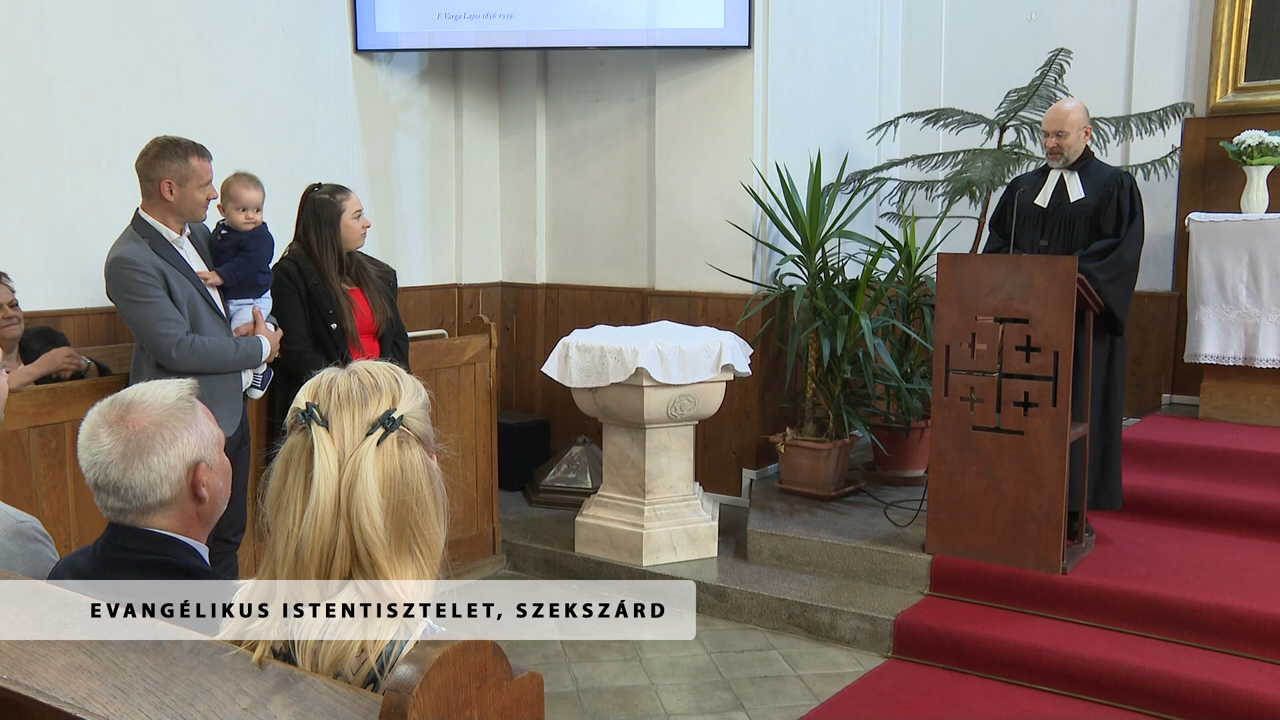 F. Varga Lajos 1856-1939
EVANGÉLIKUS ISTENTISZTELET, SZEKSZÁRD